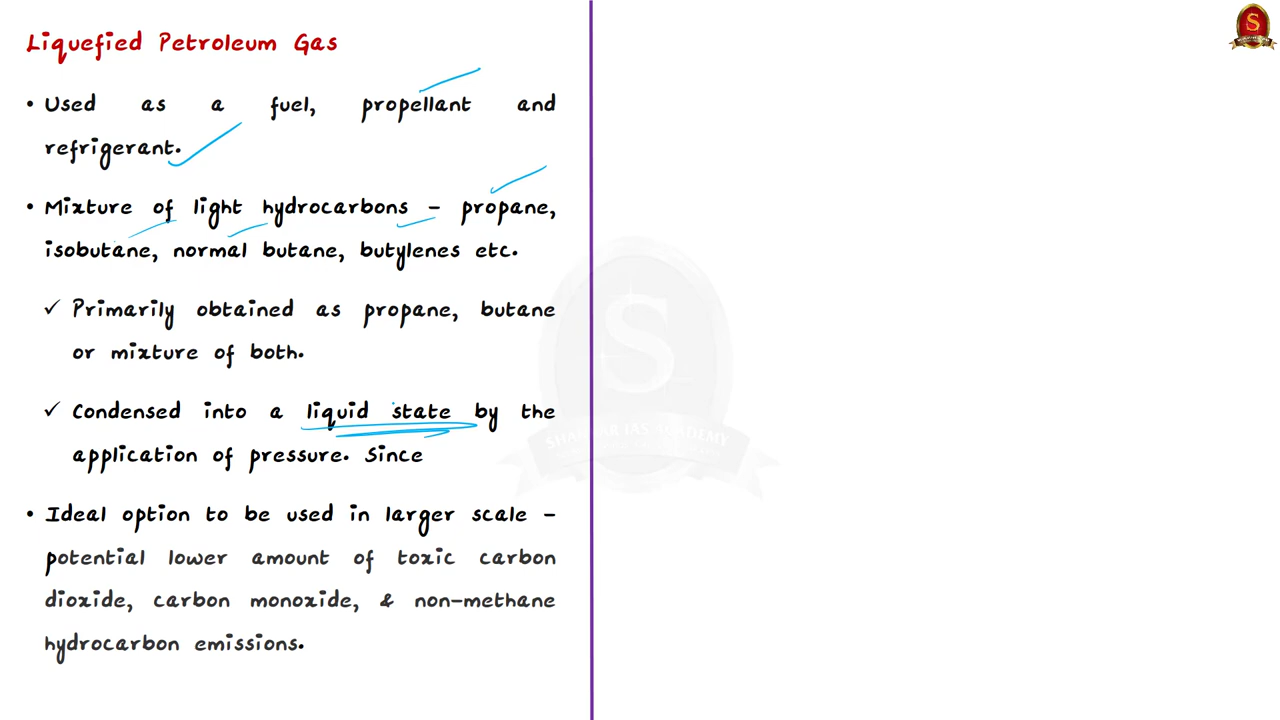 Liquefied Petroleum Gas
• Used as a fuel, propellant and
refrigerant.
• Mixture of light hydrocarbons - propane,
isobutane, normal butane, butylenes etc.
✓ Primarily obtained as propane, butane
or mixture of both.
✓ Condensed into a liquid state by the
application of pressure. Since
• Ideal option to be used in larger scale -
potential lower amount of toxic carbon
dioxide, carbon monoxide, & non-methane
hydrocarbon emissions.
S
SHANKAR IAS ACADEMY
S